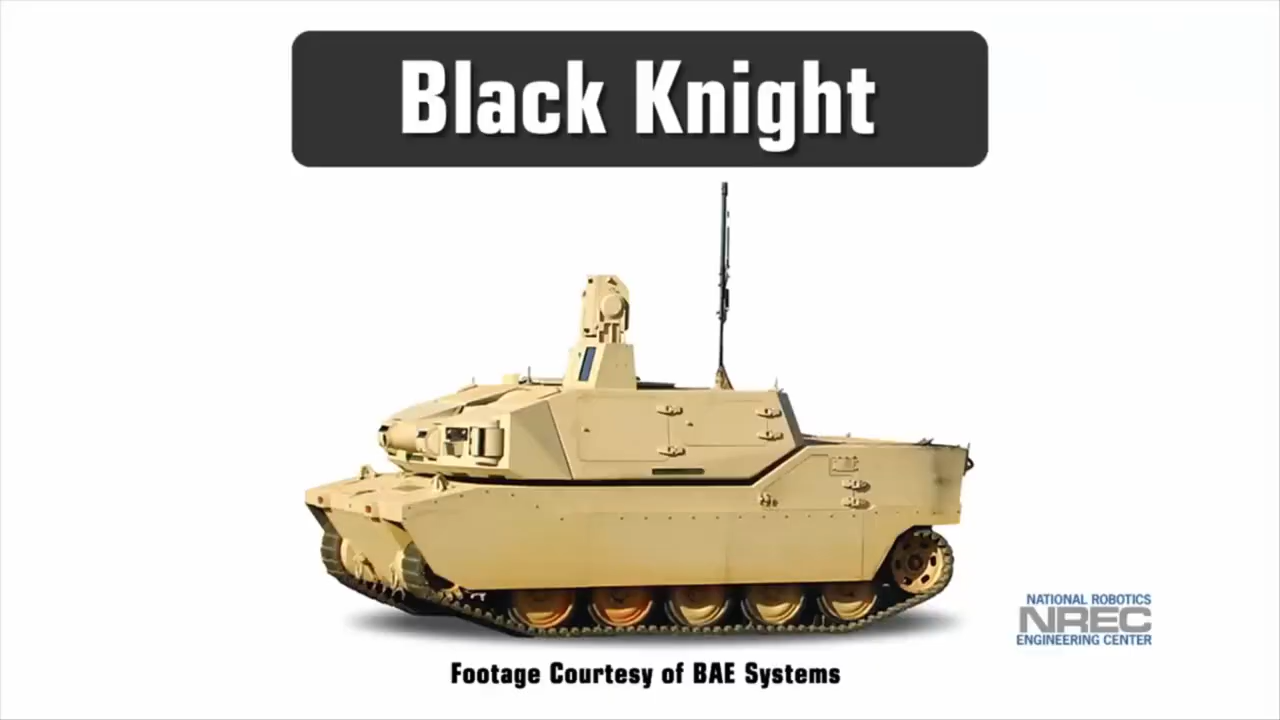 Black Knight
NATIONAL ROBOTICS
NREC
ENGINEERING CENTER
Footage Courtesy of BAE Systems